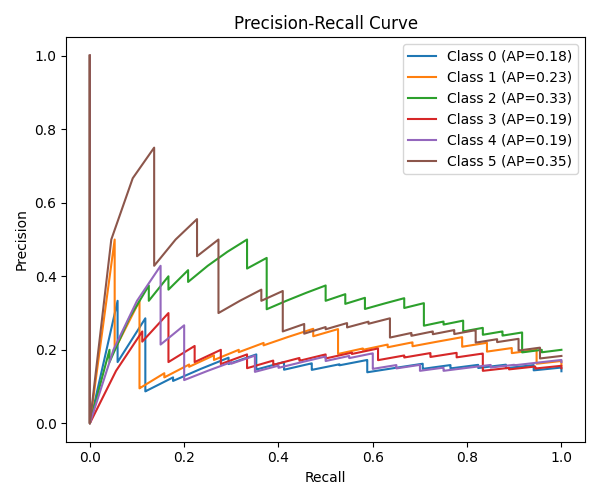 Precision-Recall Curve
Class 0 (AP=0.18)
Class 1 (AP=0.23)
Class 2 (AP=0.33)
Class 3 (AP=0.19)
Class 4 (AP=0.19)
Class 5 (AP=0.35)
1.0
0.8
0.6
0.4
0.2
0.0
Precision
0.0 0.2 0.4 0.6 0.8 1.0
Recall